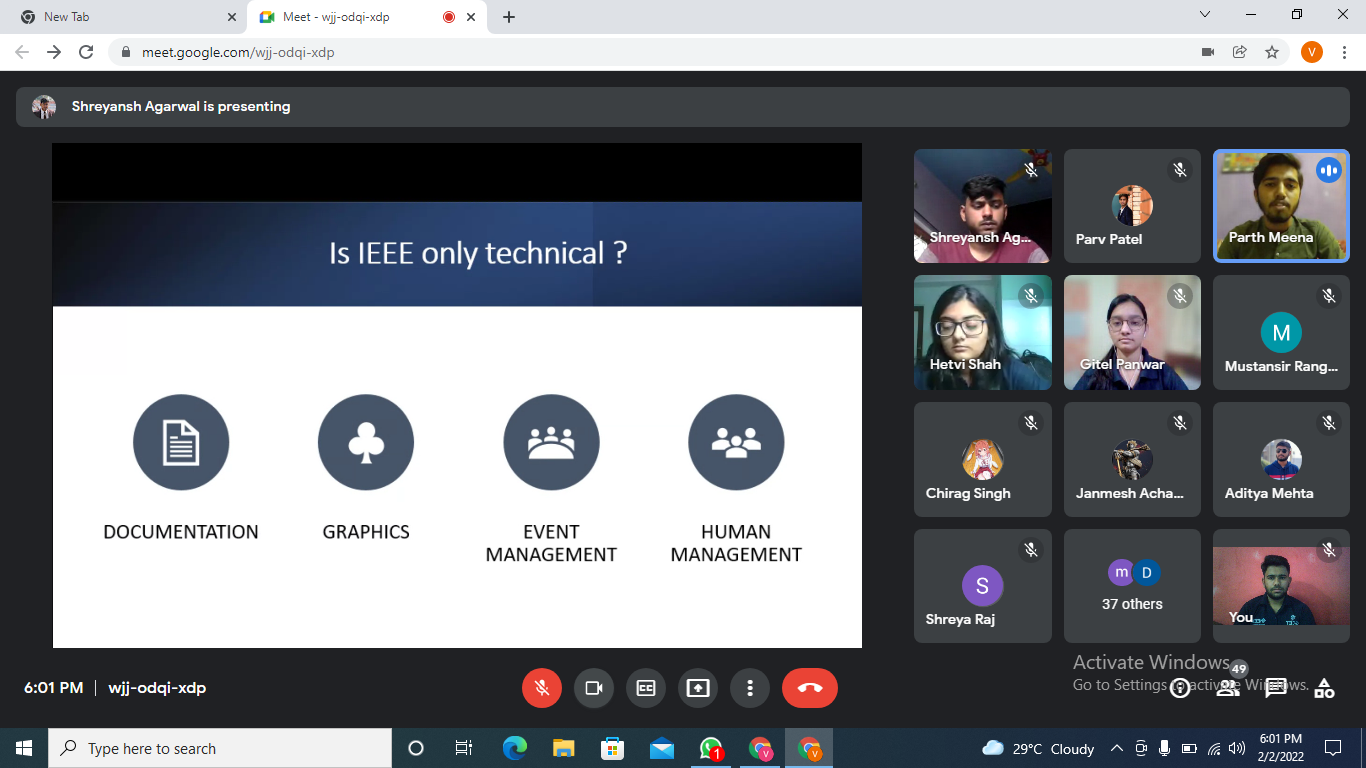 New Tab
Meet - wjj-odqi-xdp
meet.google.com/wjj-odqi-xdp
V
Shreyansh Agarwal is presenting
Is IEEE only technical ?
DOCUMENTATION
GRAPHICS
EVENT
MANAGEMENT
HUMAN
MANAGEMENT
Shreyansh Ag...
Parv Patel
Parth Meena
Hetvi Shah
Gitel Panwar
M
Mustansir Rang...
Chirag Singh
Janmesh Acha...
Aditya Mehta
S
Shreya Raj
m D
37 others
You
6:01 PM | wjj-odqi-xdp
CC
49
Activate Windows
Go to Settings to activate Windows.
Type here to search
1
V
V
29°C Cloudy
6:01 PM
2/2/2022